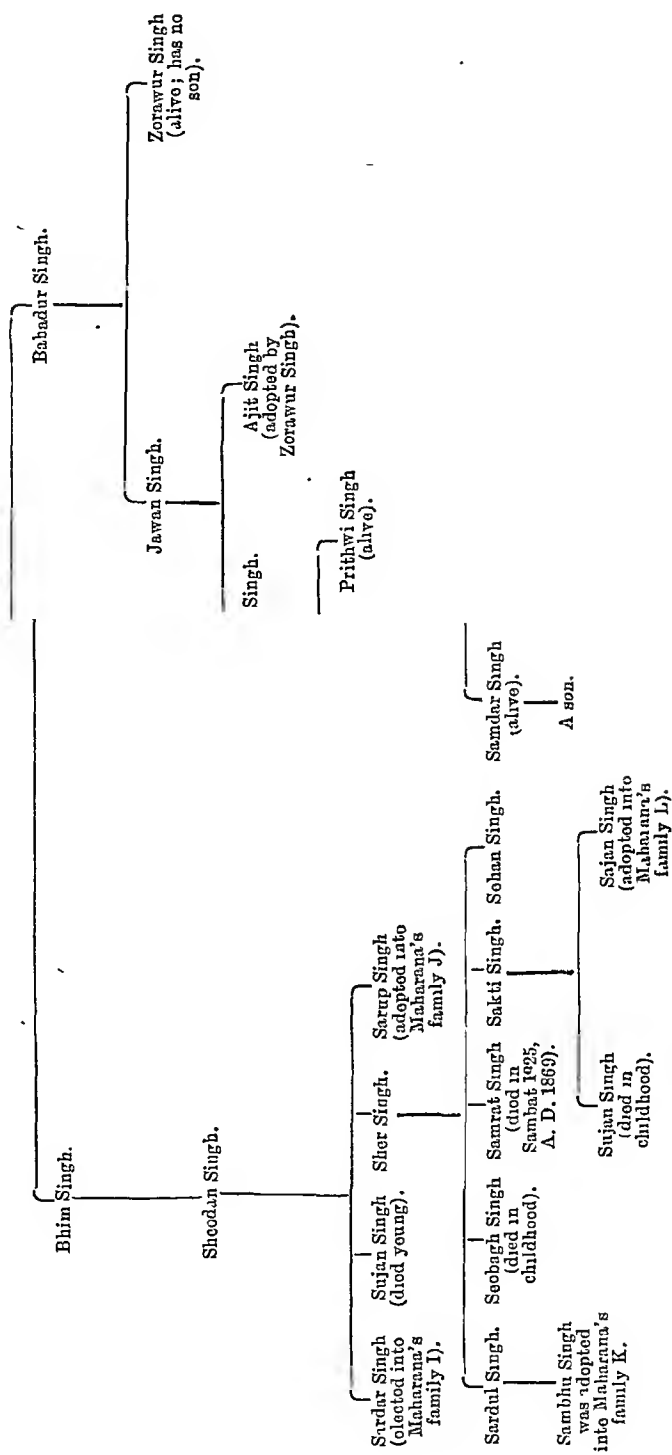 Bhim Singh.
Babadur Singh.
Sheodan Singh.
Jawan Singh.
Zorawur Singh
(alive; has no
son).
Singh.
Ajit Singh
(adopted by
Zorawur Singh).
Prithwi Singh
(alive).
Sirdar Singh
(elected into
Maharana's
family I).
Sujan Singh
(died young).
Sher Singh.
Sarup Singh
(adopted into
Maharana's
family J).
Sardul Singh.
Seobagh Singh
(died in
childhood).
Samrat Singh
(died in
Sambat 1925,
A. D. 1869).
Sakti Singh.
Sohan Singh.
Samdar Singh
(alive).
Sambhu Singh
was adopted
into Maharana's
family K.
Sujan Singh
(died in
childhood).
Sajan Singh
(adopted into
Maharana's
family L).
A son.